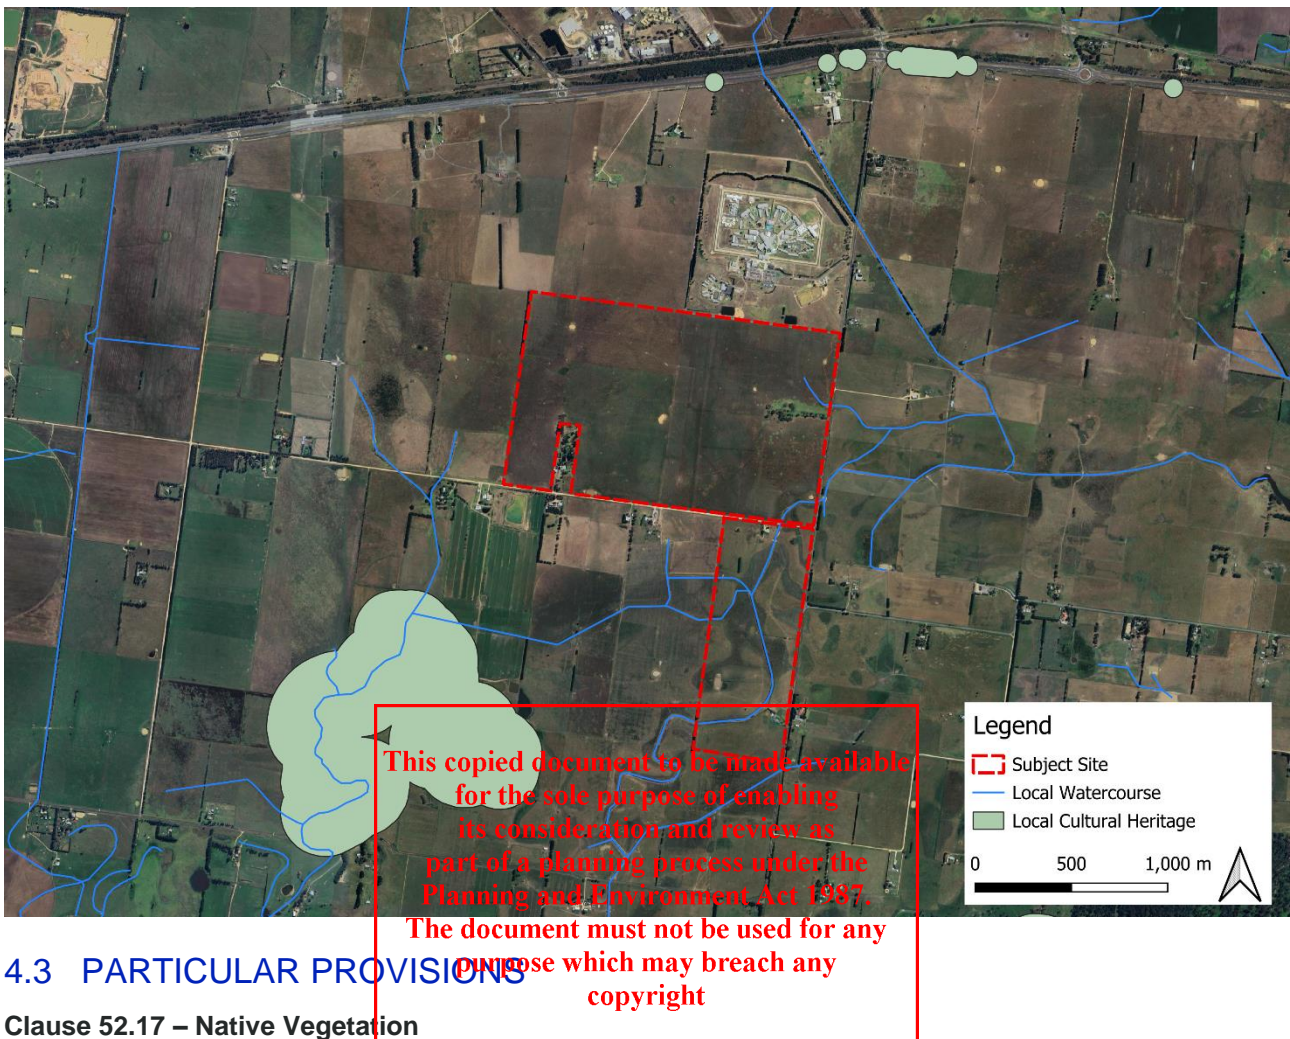 Legend
Subject Site
Local Watercourse
Local Cultural Heritage
0 500 1,000 m
This copied document to be made available
for the sole purpose of enabling
its consideration and review as
part of a planning process under the
Planning and Environment Act 1987.
The document must not be used for any
purpose which may breach any
copyright
4.3 PARTICULAR PROVISIONS
Clause 52.17 – Native Vegetation